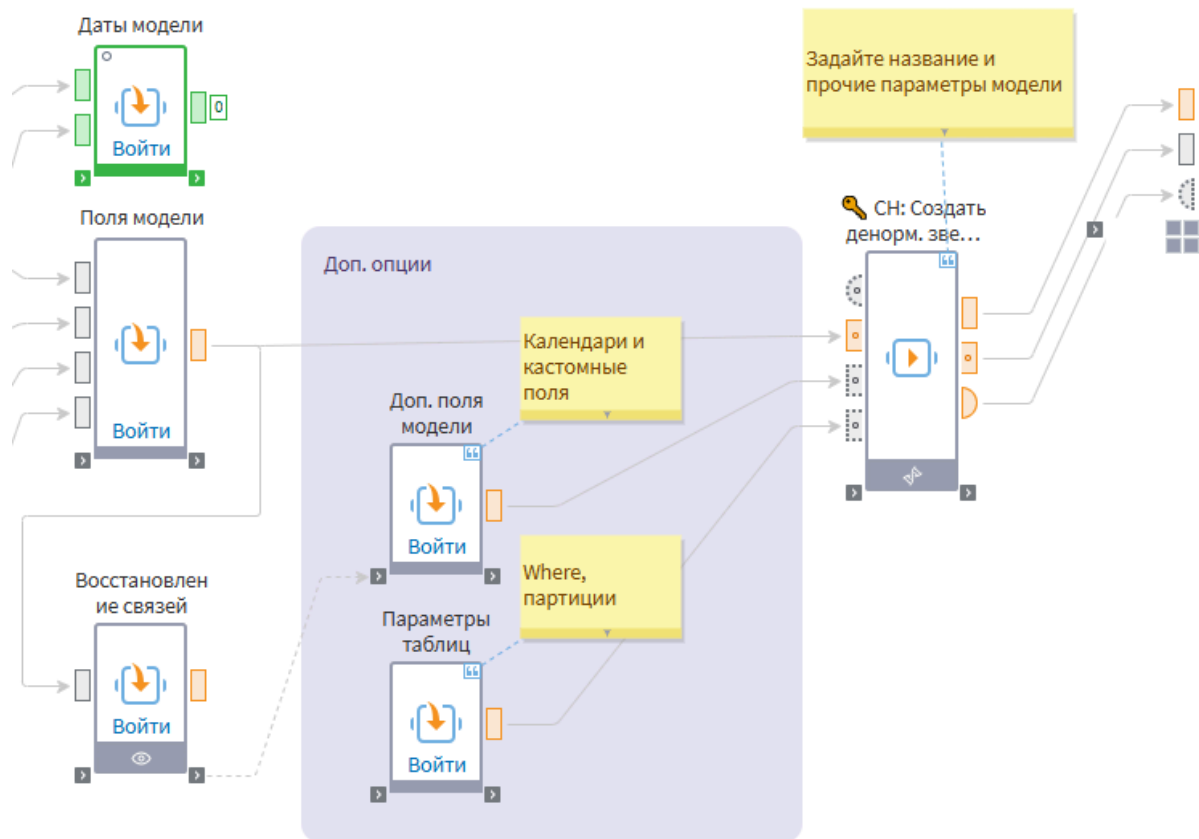 Даты модели
Войти
0
Поля модели
Войти
Восстановлен
ие связей
Войти
Доп. опции
Календари и
кастомные
поля
Доп. поля
модели
Войти
Where,
партиции
Параметры
таблиц
Войти
Задайте название и
прочие параметры модели
CH: Создать
денорм. зве...